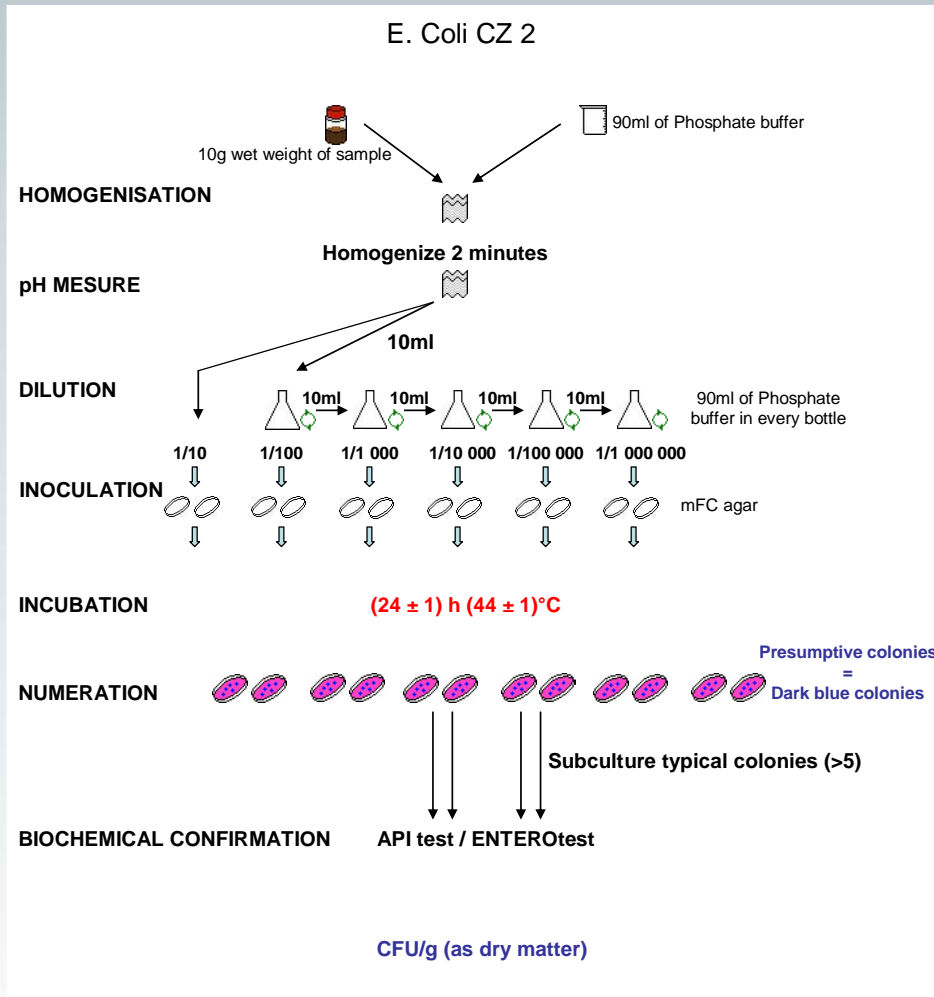 E. Coli CZ 2
10g wet weight of sample
90ml of Phosphate buffer
HOMOGENISATION
Homogenize 2 minutes
pH MESURE
10ml
DILUTION
10ml
10ml
10ml
10ml
90ml of Phosphate
buffer in every bottle
1/10
1/100
1/1 000
1/10 000
1/100 000
1/1 000 000
INOCULATION
mFC agar
INCUBATION
(24 ± 1) h (44 ± 1)°C
Presumptive colonies
=
Dark blue colonies
NUMERATION
Subculture typical colonies (>5)
BIOCHEMICAL CONFIRMATION
API test / ENTEROtest
CFU/g (as dry matter)